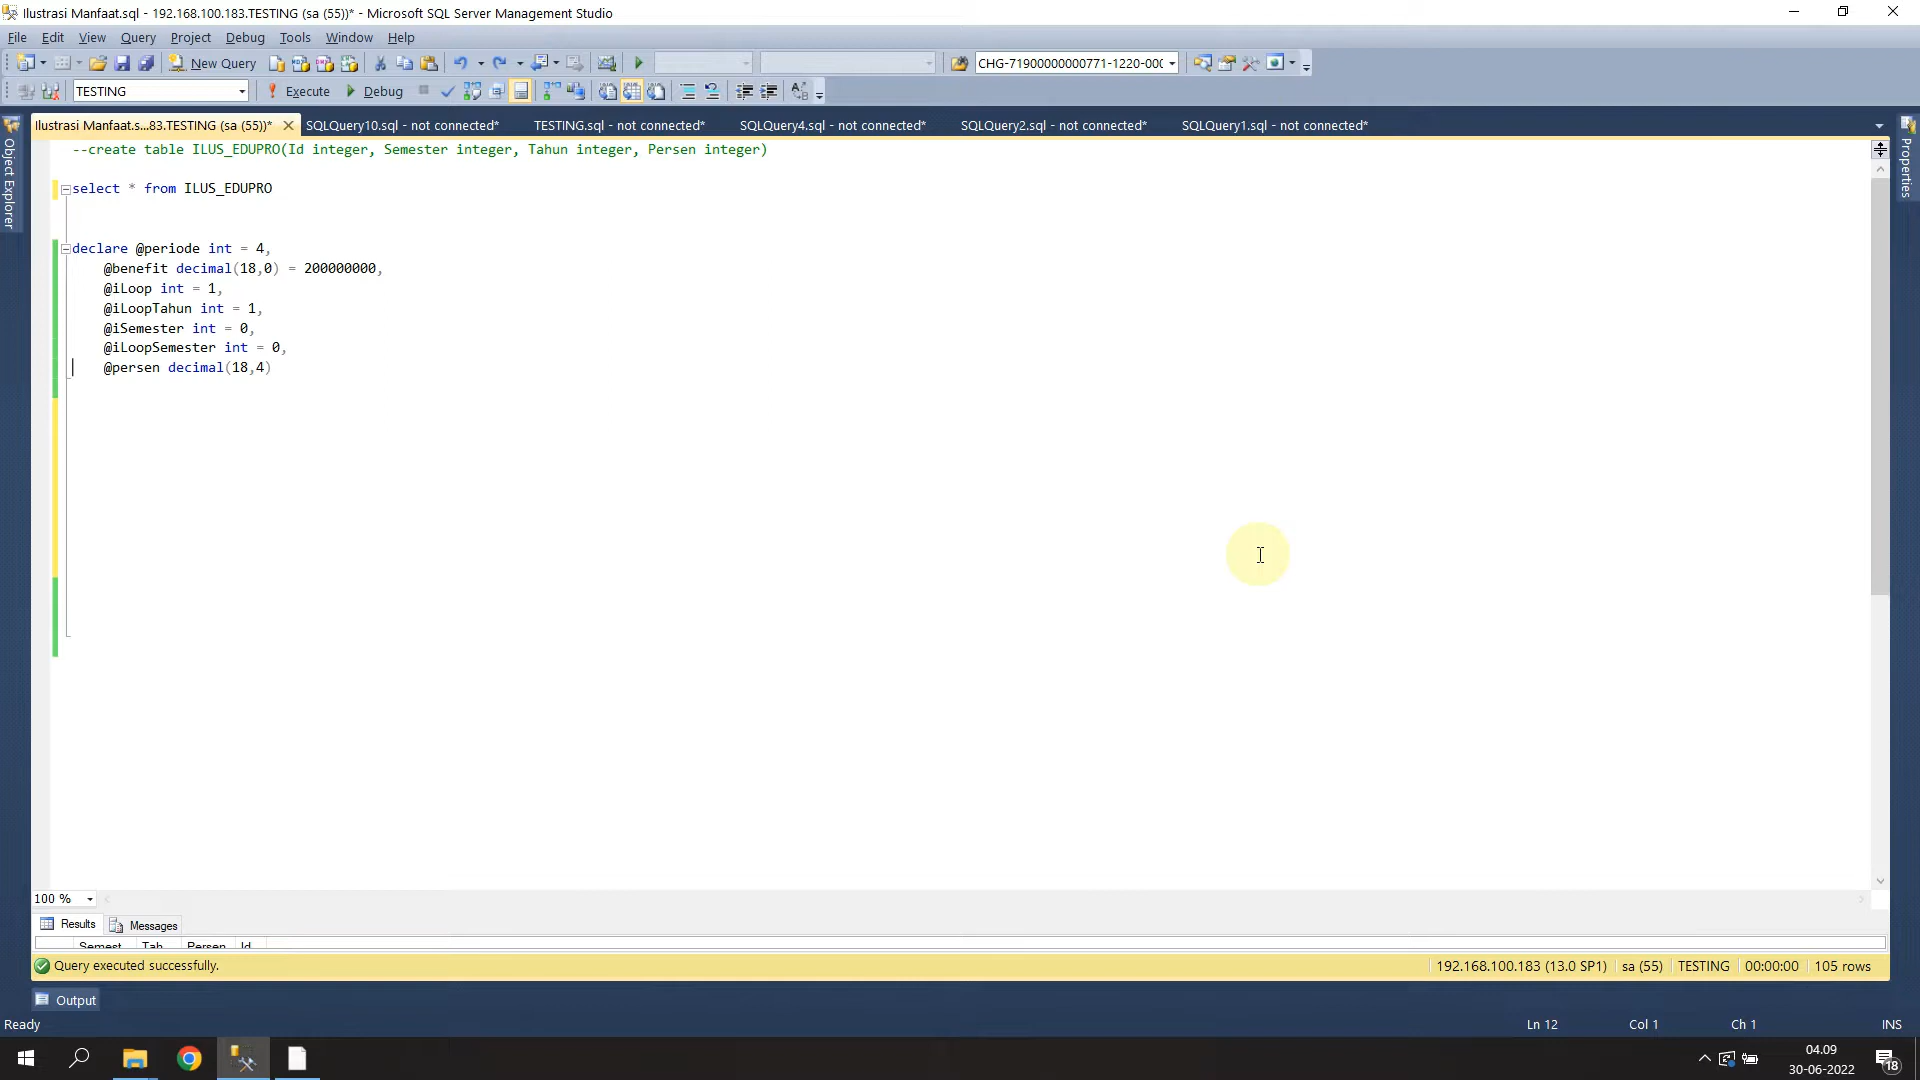 Ilustrasi Manfaat.sql - 192.168.100.183.TESTING (sa (55))* - Microsoft SQL Server Management Studio
File Edit View Query Project Debug Tools Window Help
New Query CHG-71900000000771-1220-00(
TESTING Execute Debug
Ilustrasi Manfaat.s...83.TESTING (sa (55))* SQLQuery10.sql - not connected* TESTING.sql - not connected* SQLQuery4.sql - not connected* SQLQuery2.sql - not connected* SQLQuery1.sql - not connected*
Object Explorer
Properties
--create table ILUS_EDUPRO(Id integer, Semester integer, Tahun integer, Persen integer)
select * from ILUS_EDUPRO
declare @periode int = 4,
@benefit decimal(18,0) = 200000000,
@iLoop int = 1,
@iLoopTahun int = 1,
@iSemester int = 0,
@iLoopSemester int = 0,
@persen decimal(18,4)
100 %
Results Messages
Semest Tah Persen Id
Query executed successfully. 192.168.100.183 (13.0 SP1) sa (55) TESTING 00:00:00 105 rows
Output
Ready Ln 12 Col 1 Ch 1 INS
04.09
30-06-2022
18